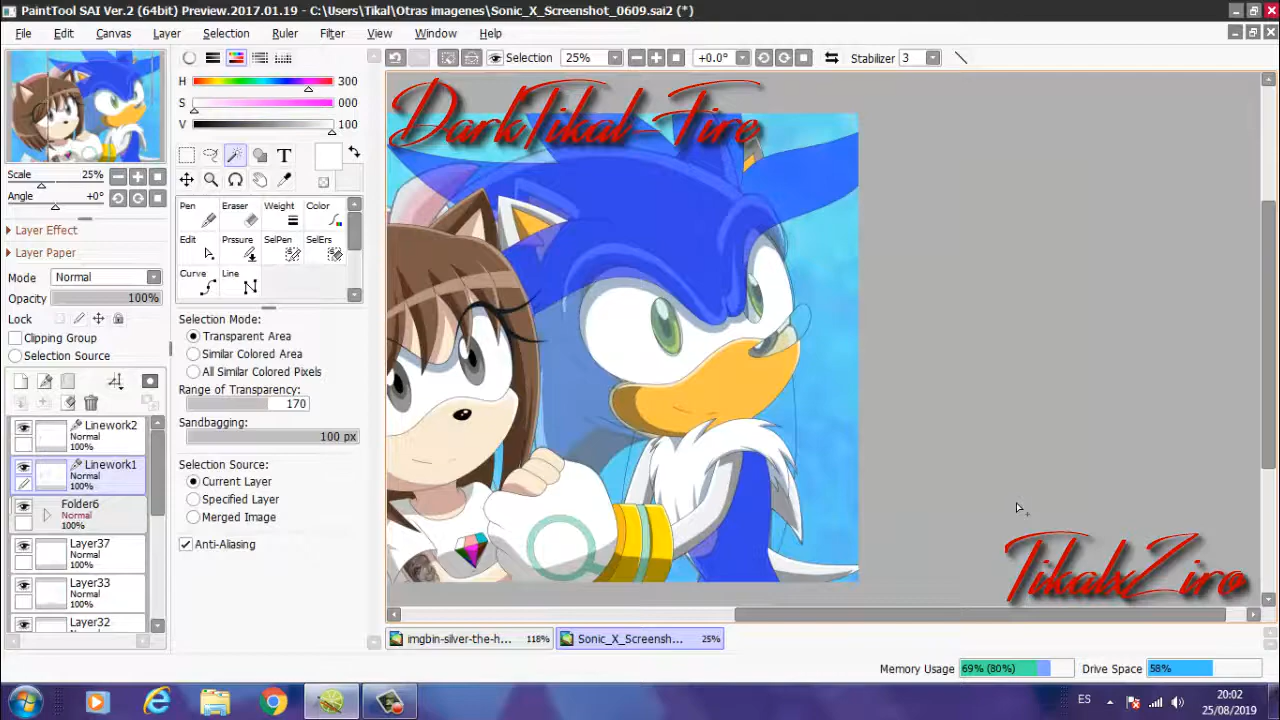 PaintTool SAI Ver.2 (64bit) Preview.2017.01.19 - C:\Users\Tikal\Otras imagenes\Sonic_X_Screenshot_0609.sai2 (*)
File Edit Canvas Layer Selection Ruler Filter View Window Help
Selection 25% +0.0° Stabilizer 3
DarkTikal-Fire
H 300
S 000
V 100
Scale 25%
Angle +0°
Layer Effect
Layer Paper
Mode Normal
Opacity 100%
Lock
Clipping Group
Selection Source
Linework2
Normal
100%
Linework1
Normal
100%
Folder6
Normal
100%
Layer37
Normal
100%
Layer33
Normal
100%
Layer32
Normal
T
Pen Eraser Weight Color
Edit Prssure SelPen SelErs
Curve Line
Selection Mode:
Transparent Area
Similar Colored Area
All Similar Colored Pixels
Range of Transparency:
170
Sandbagging:
100 px
Selection Source:
Current Layer
Specified Layer
Merged Image
Anti-Aliasing
TikalxZiro
imgbin-silver-the-h... 118% Sonic_X_Screensh... 25%
Memory Usage 69% (80%) Drive Space 58%
ES
20:02
25/08/2019